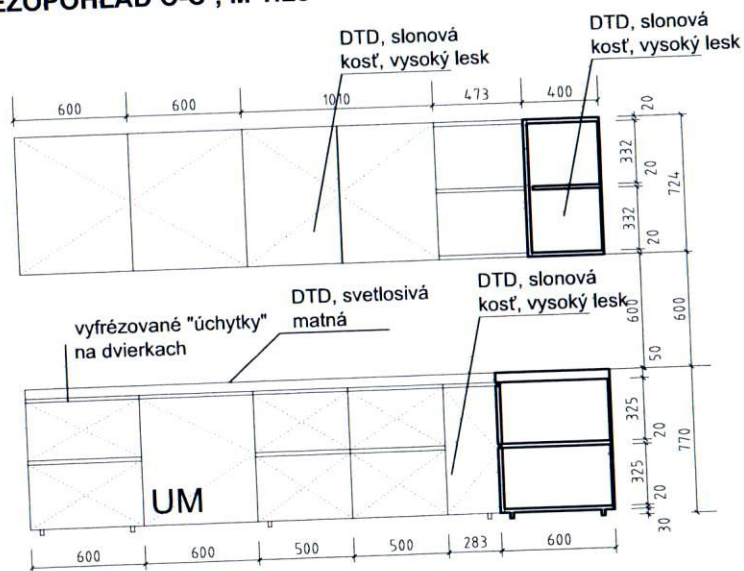 DTD, slonová
kosť, vysoký lesk
DTD, slonová
kosť, vysoký lesk
600
600
1010
473
400
20
332
20
332
20
724
DTD, slonová
kosť, vysoký lesk
DTD, svetlosivá
matná
vyfrézované "úchytky"
na dvierkach
600
600
50
325
20
325
20
30
770
UM
600
600
500
500
283
600